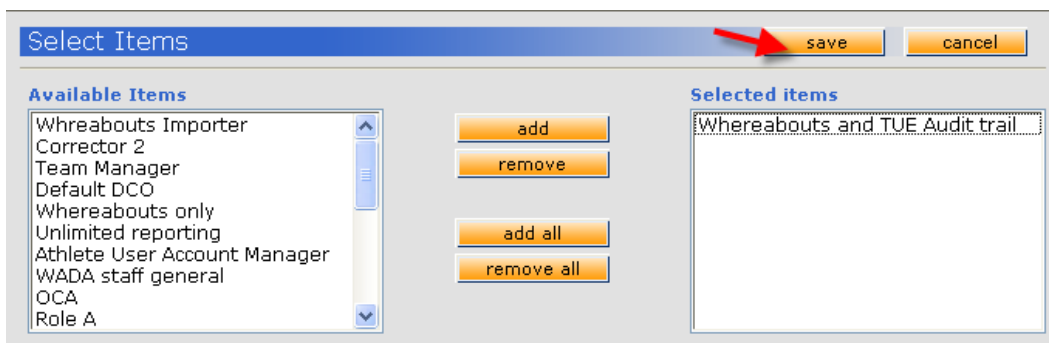 Select Items
save
cancel
Available Items
Whreabouts Importer
Corrector 2
Team Manager
Default DCO
Whereabouts only
Unlimited reporting
Athlete User Account Manager
WADA staff general
OCA
Role A
add
remove
add all
remove all
Selected items
Whereabouts and TUE Audit trail